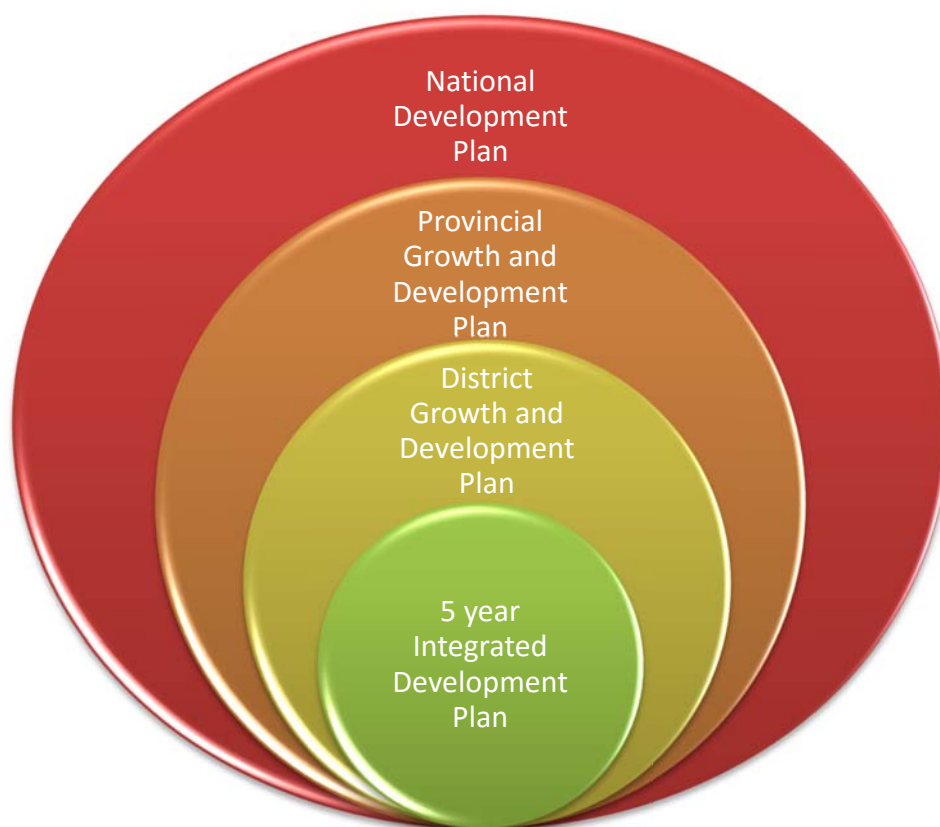 National
Development
Plan
Provincial
Growth and
Development
Plan
District
Growth and
Development
Plan
5 year
Integrated
Development
Plan